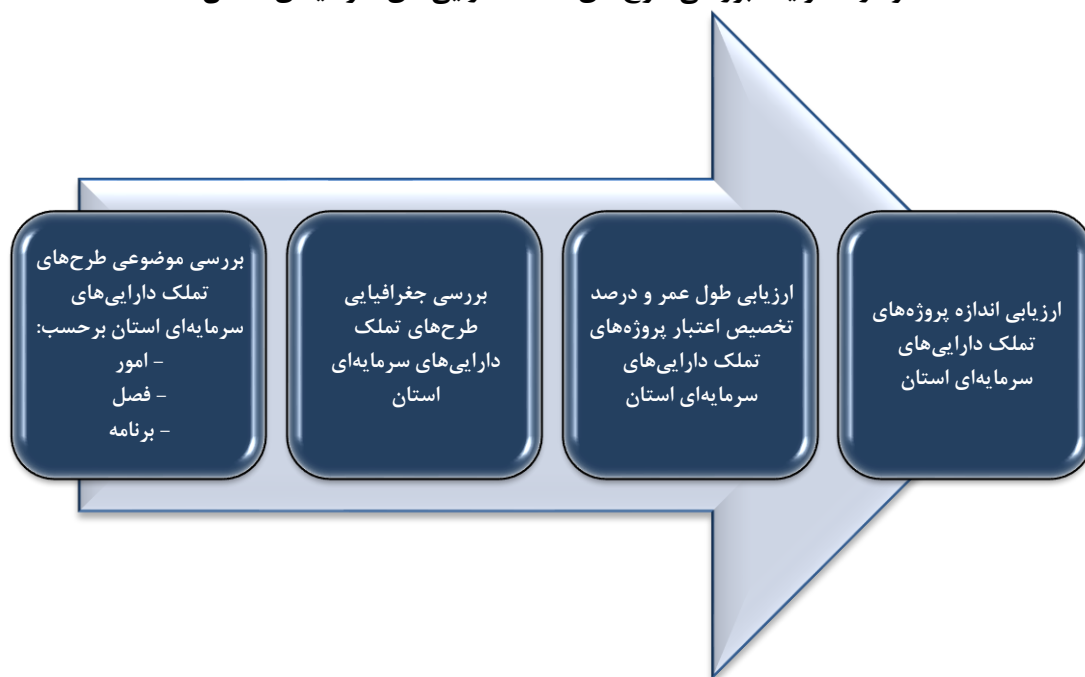 بررسی موضوعی طرح‌های
تملک دارایی‌های
سرمایه‌ای استان برحسب:
- امور
- فصل
- برنامه
بررسی جغرافیایی
طرح‌های تملک
دارایی‌های سرمایه‌ای
استان
ارزیابی طول عمر و درصد
تخصیص اعتبار پروژه‌های
تملک دارایی‌های
سرمایه‌ای استان
ارزیابی اندازه پروژه‌های
تملک دارایی‌های
سرمایه‌ای استان